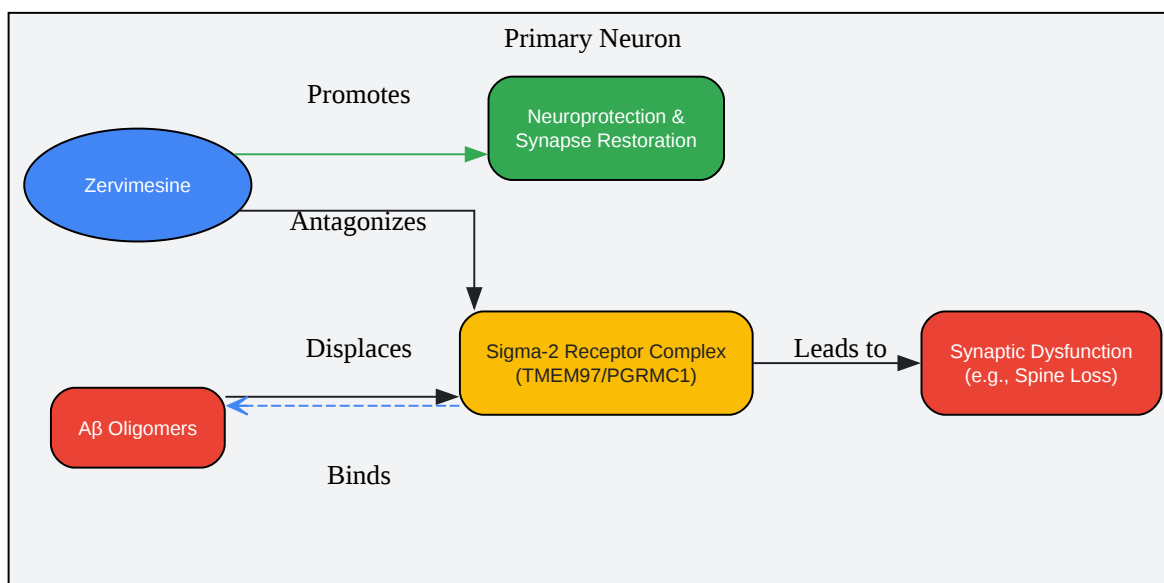 Primary Neuron
Promotes
Neuroprotection &
Synapse Restoration
Zervimesine
Antagonizes
Displaces
Sigma-2 Receptor Complex
(TMEM97/PGRMC1)
Leads to
Synaptic Dysfunction
(e.g., Spine Loss)
Aβ Oligomers
Binds